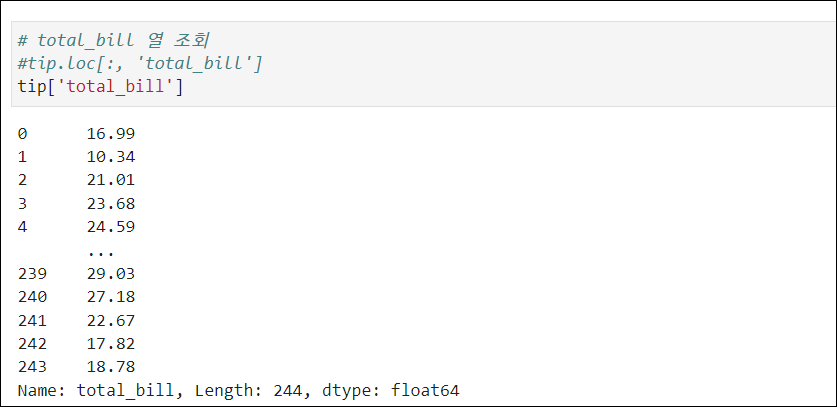 # total_bill 열 조회
#tip.loc[:, 'total_bill']
tip['total_bill']
0 16.99
1 10.34
2 21.01
3 23.68
4 24.59
...
239 29.03
240 27.18
241 22.67
242 17.82
243 18.78
Name: total_bill, Length: 244, dtype: float64